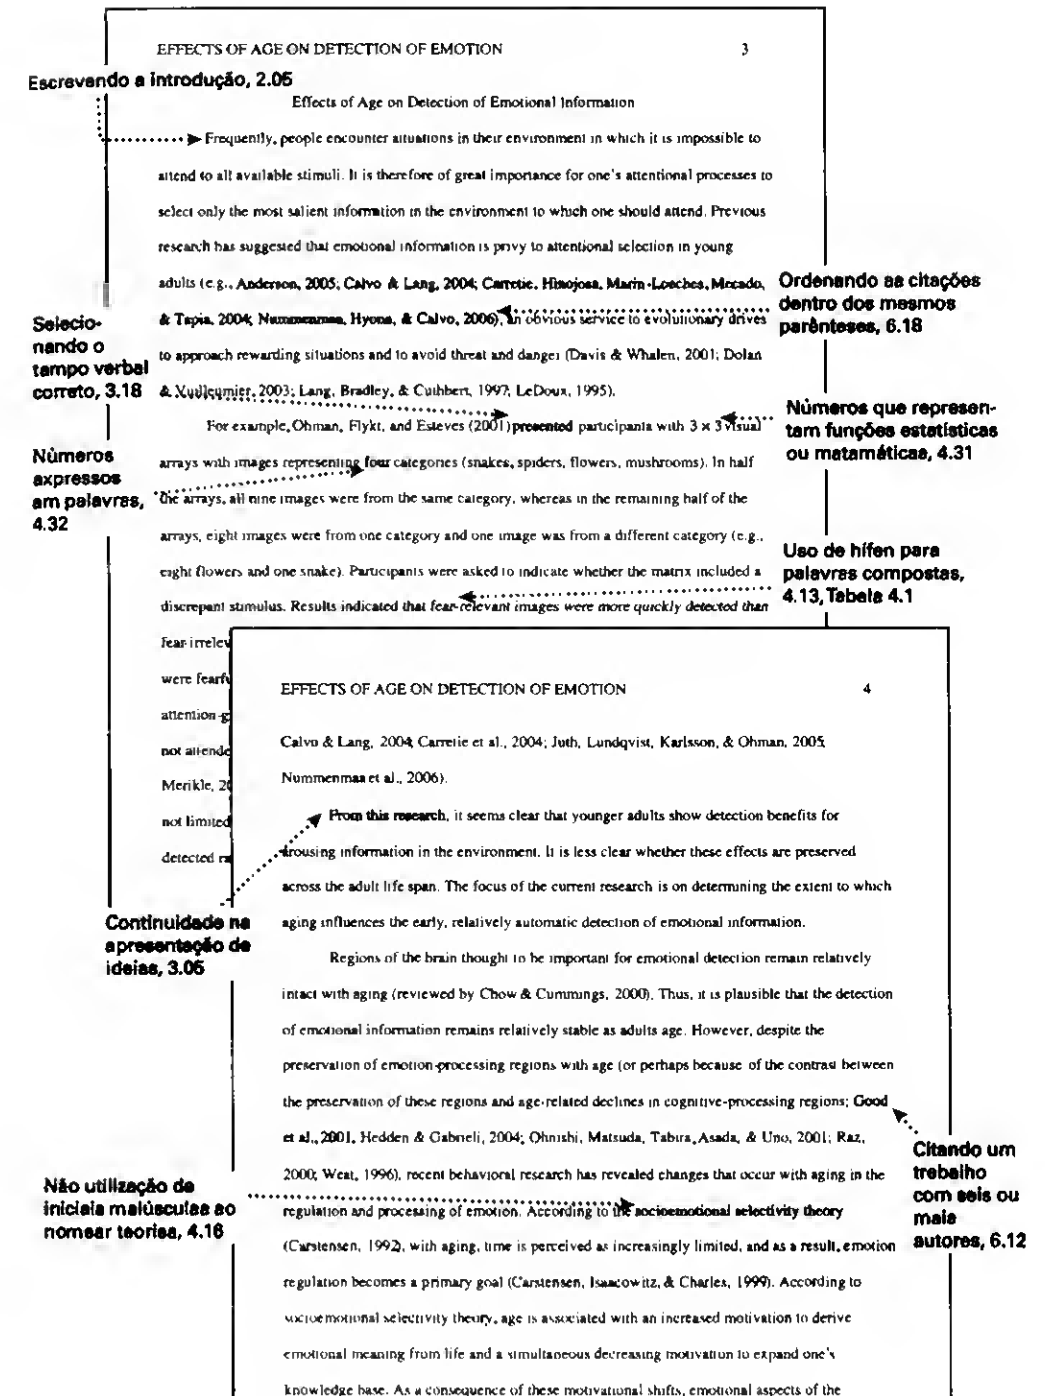 EFFECTS OF AGE ON DETECTION OF EMOTION 3
Escrevendo a introdução, 2.05
Effects of Age on Detection of Emotional Information
Frequently, people encounter situations in their environment in which it is impossible to
attend to all available stimuli. It is therefore of great importance for one's attentional processes to
select only the most salient information in the environment to which one should attend. Previous
research has suggested that emotional information is privy to attentional selection in young
adults (e.g., Anderson, 2005; Calvo & Lang, 2004; Carretie, Hinojosa, Marin-Loeches, Mecado,
& Tapia, 2004; Nummenmaa, Hyona, & Calvo, 2006), an obvious service to evolutionary drives
to approach rewarding situations and to avoid threat and danger (Davis & Whalen, 2001; Dolan
& Vuilleumier, 2003; Lang, Bradley, & Cuthbert, 1997; LeDoux, 1995).
For example, Ohman, Flykt, and Esteves (2001) presented participants with 3 × 3 visual
arrays with images representing four categories (snakes, spiders, flowers, mushrooms). In half
the arrays, all nine images were from the same category, whereas in the remaining half of the
arrays, eight images were from one category and one image was from a different category (e.g.,
eight flowers and one snake). Participants were asked to indicate whether the matrix included a
discrepant stimulus. Results indicated that fear-relevant images were more quickly detected than
fear-irrelev
were fearfu
attention-g
not attende
Merikle, 20
not limited
detected ra
Ordenando as citações
dentro dos mesmos
parênteses, 6.18
Selecio-
nando o
tampo verbal
correto, 3.18
Números que represen-
tam funções estatísticas
ou matamáticas, 4.31
Números
axpressos
am palavras,
4.32
Uso de hífen para
palavras compostas,
4.13, Tabela 4.1
EFFECTS OF AGE ON DETECTION OF EMOTION 4
Calvo & Lang, 2004; Carretie et al., 2004; Juth, Lundqvist, Karlsson, & Ohman, 2005;
Nummenmaa et al., 2006).
From this research, it seems clear that younger adults show detection benefits for
arousing information in the environment. It is less clear whether these effects are preserved
across the adult life span. The focus of the current research is on determining the extent to which
aging influences the early, relatively automatic detection of emotional information.
Continuidade na
apresentação de
ideias, 3.05
Regions of the brain thought to be important for emotional detection remain relatively
intact with aging (reviewed by Chow & Cummings, 2000). Thus, it is plausible that the detection
of emotional information remains relatively stable as adults age. However, despite the
preservation of emotion-processing regions with age (or perhaps because of the contrast between
the preservation of these regions and age-related declines in cognitive-processing regions; Good
et al., 2001, Hedden & Gabrieli, 2004; Ohnishi, Matsuda, Tabira, Asada, & Uno, 2001; Raz,
2000; West, 1996), recent behavioral research has revealed changes that occur with aging in the
regulation and processing of emotion. According to the socioemotional selectivity theory
(Carstensen, 1992), with aging, time is perceived as increasingly limited, and as a result, emotion
regulation becomes a primary goal (Carstensen, Isaacowitz, & Charles, 1999). According to
socioemotional selectivity theory, age is associated with an increased motivation to derive
emotional meaning from life and a simultaneous decreasing motivation to expand one's
knowledge base. As a consequence of these motivational shifts, emotional aspects of the
Citando um
trebalho
com seis ou
mais
autores, 6.12
Não utilização de
iniciais maiúsculas ao
nomear teorias, 4.16